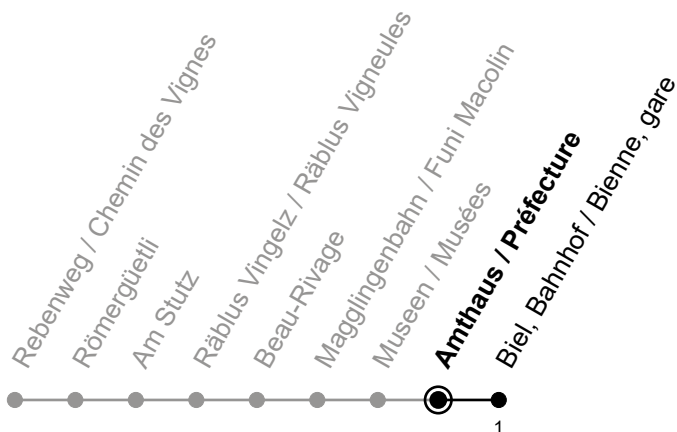 Rebenweg / Chemin des Vignes
Römergüetli
Am Stutz
Räblus Vingelz / Räblus Vigneules
Beau-Rivage
Magglingenbahn / Funi Macolin
Museen / Musées
Amthaus / Préfecture
Biel, Bahnhof / Bienne, gare
1